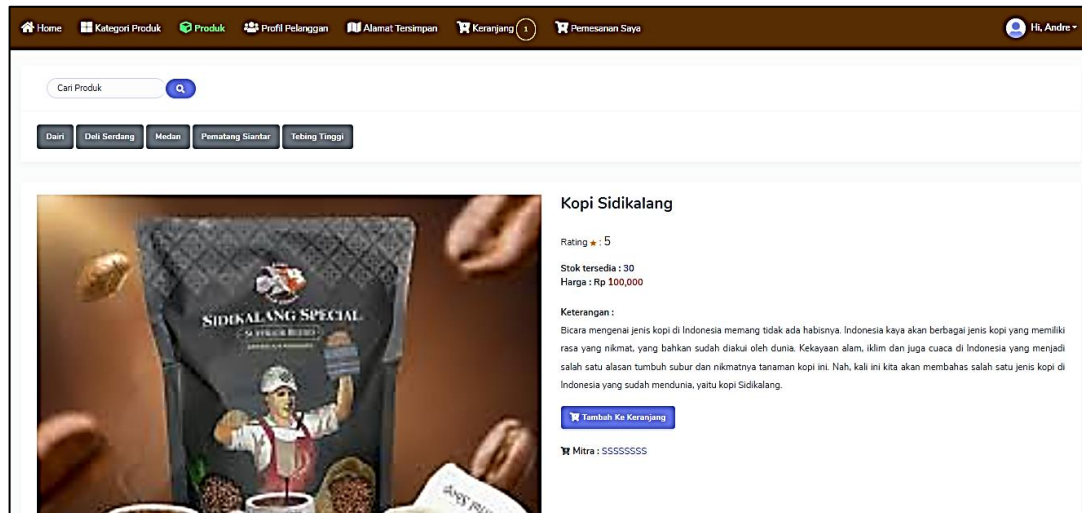 Home Kategori Produk Produk Profil Pelanggan Alamat Tersimpan Keranjang 1 Pemesanan Saya Hi, Andre
Cari Produk
Dairi Deli Serdang Medan Pematang Siantar Tebing Tinggi
Kopi Sidikalang
Rating ★ : 5
Stok tersedia : 30
Harga : Rp 100,000
Keterangan :
Bicara mengenai jenis kopi di Indonesia memang tidak ada habisnya. Indonesia kaya akan berbagai jenis kopi yang memiliki
rasa yang nikmat, yang bahkan sudah diakui oleh dunia. Kekayaan alam, iklim dan juga cuaca di Indonesia yang menjadi
salah satu alasan tumbuh subur dan nikmatnya tanaman kopi ini. Nah, kali ini kita akan membahas salah satu jenis kopi di
Indonesia yang sudah mendunia, yaitu kopi Sidikalang.
Tambah Ke Keranjang
Mitra : SSSSSSSS
SIDIKALANG SPECIAL